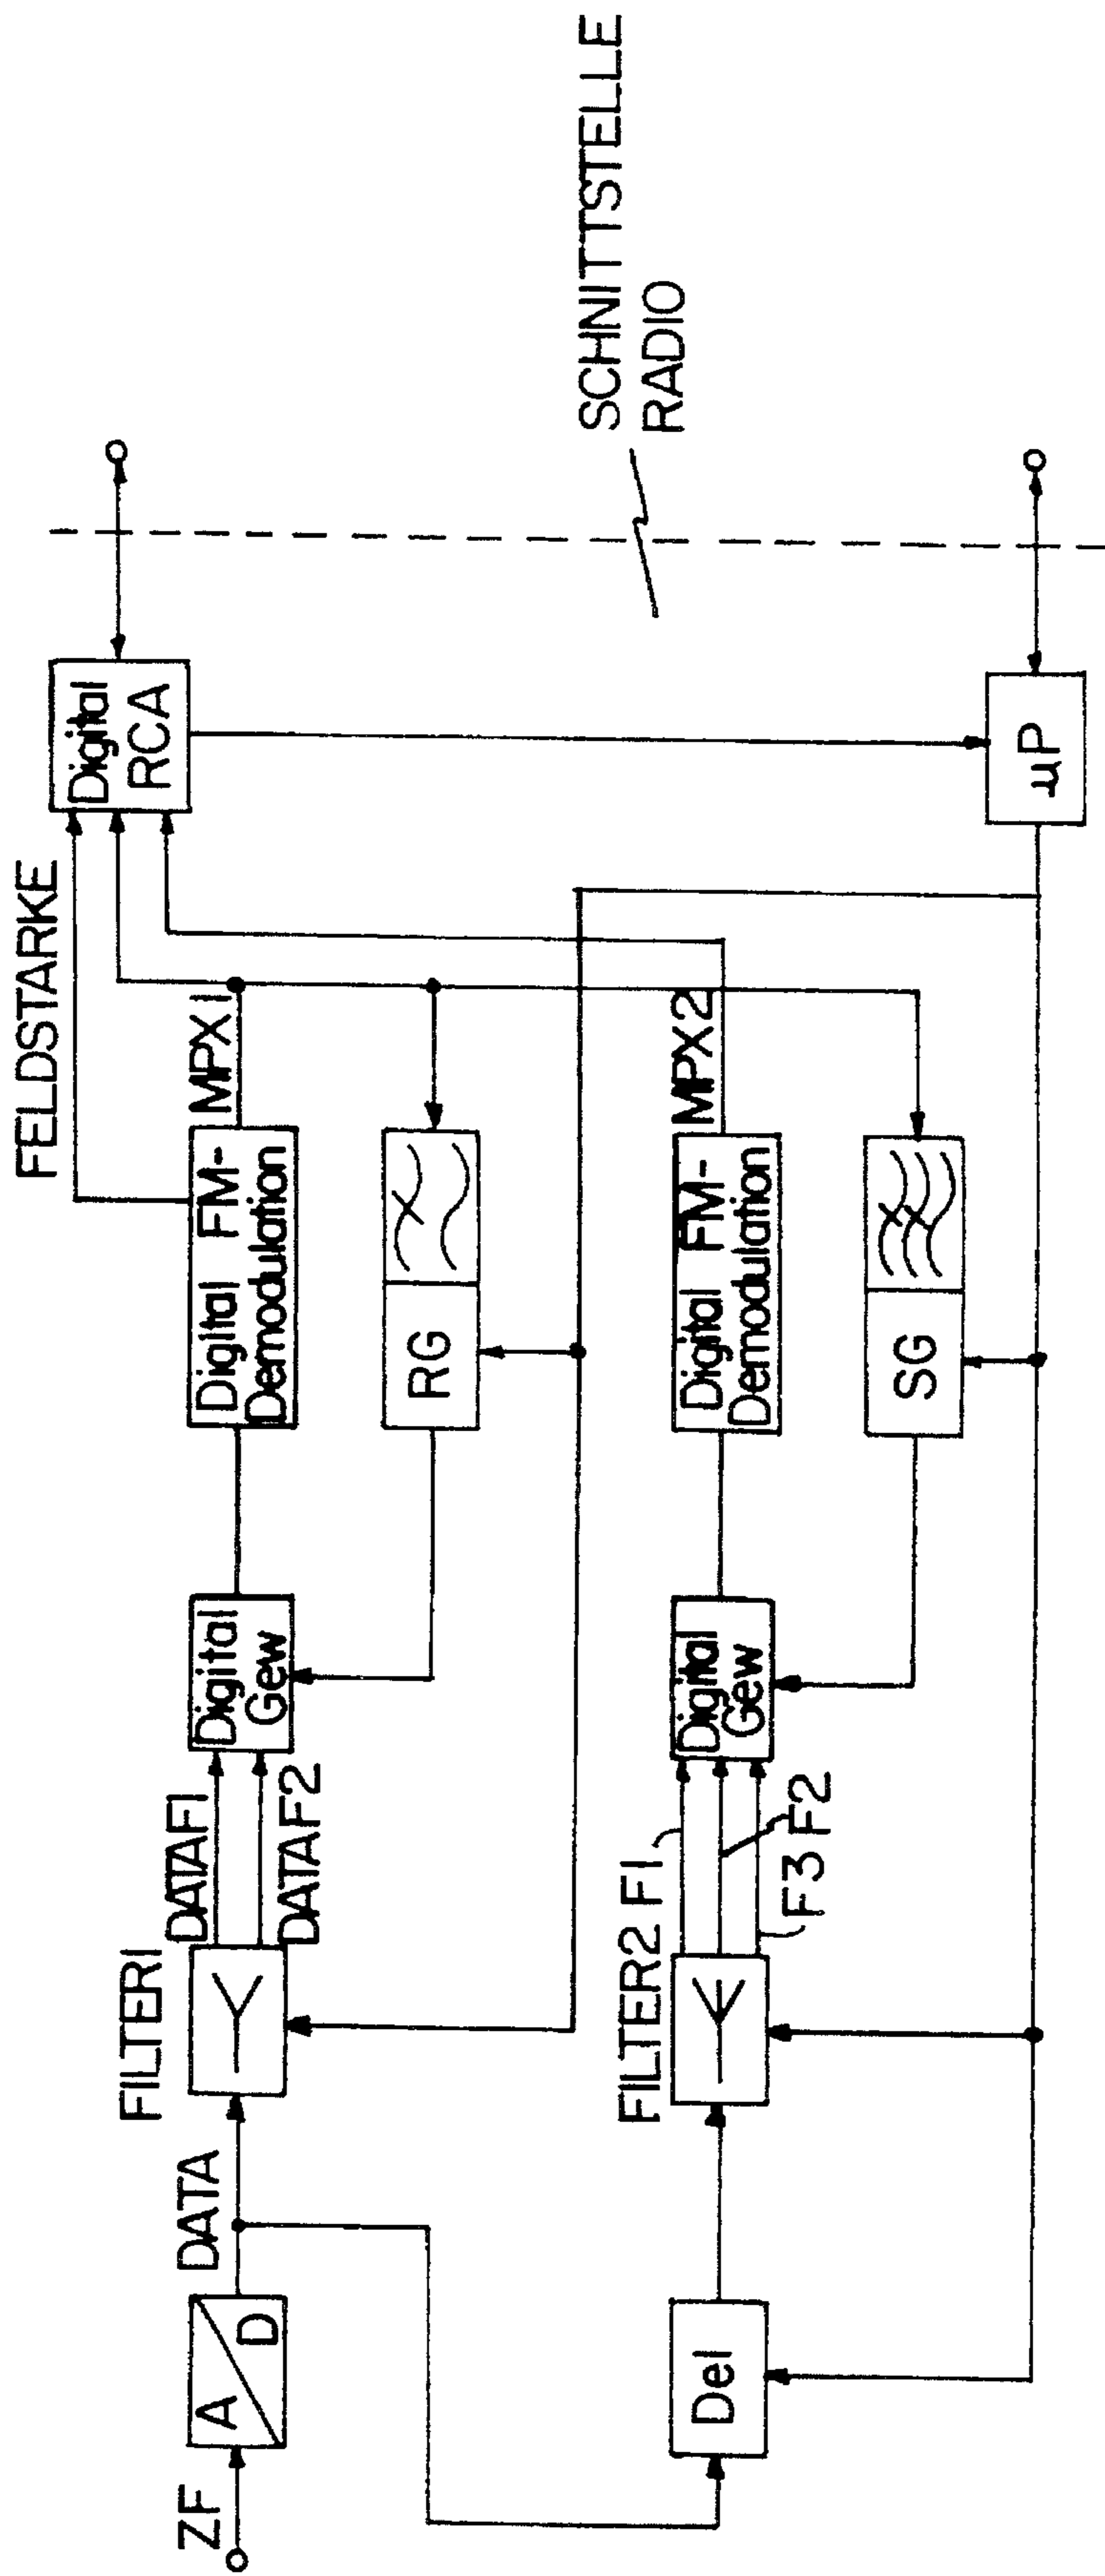 ZF
A
D
DATA
FILTER1
DATAF1
DATAF2
Digital
Gew
Digital FM-
Demodulation
FELDSTARKE
MPX1
Digital
RCA
RG
Del
FILTER2
F1
F2
F3
Digital
Gew
Digital FM-
Demodulation
MPX2
SG
µP
SCHNITTSTELLE
RADIO